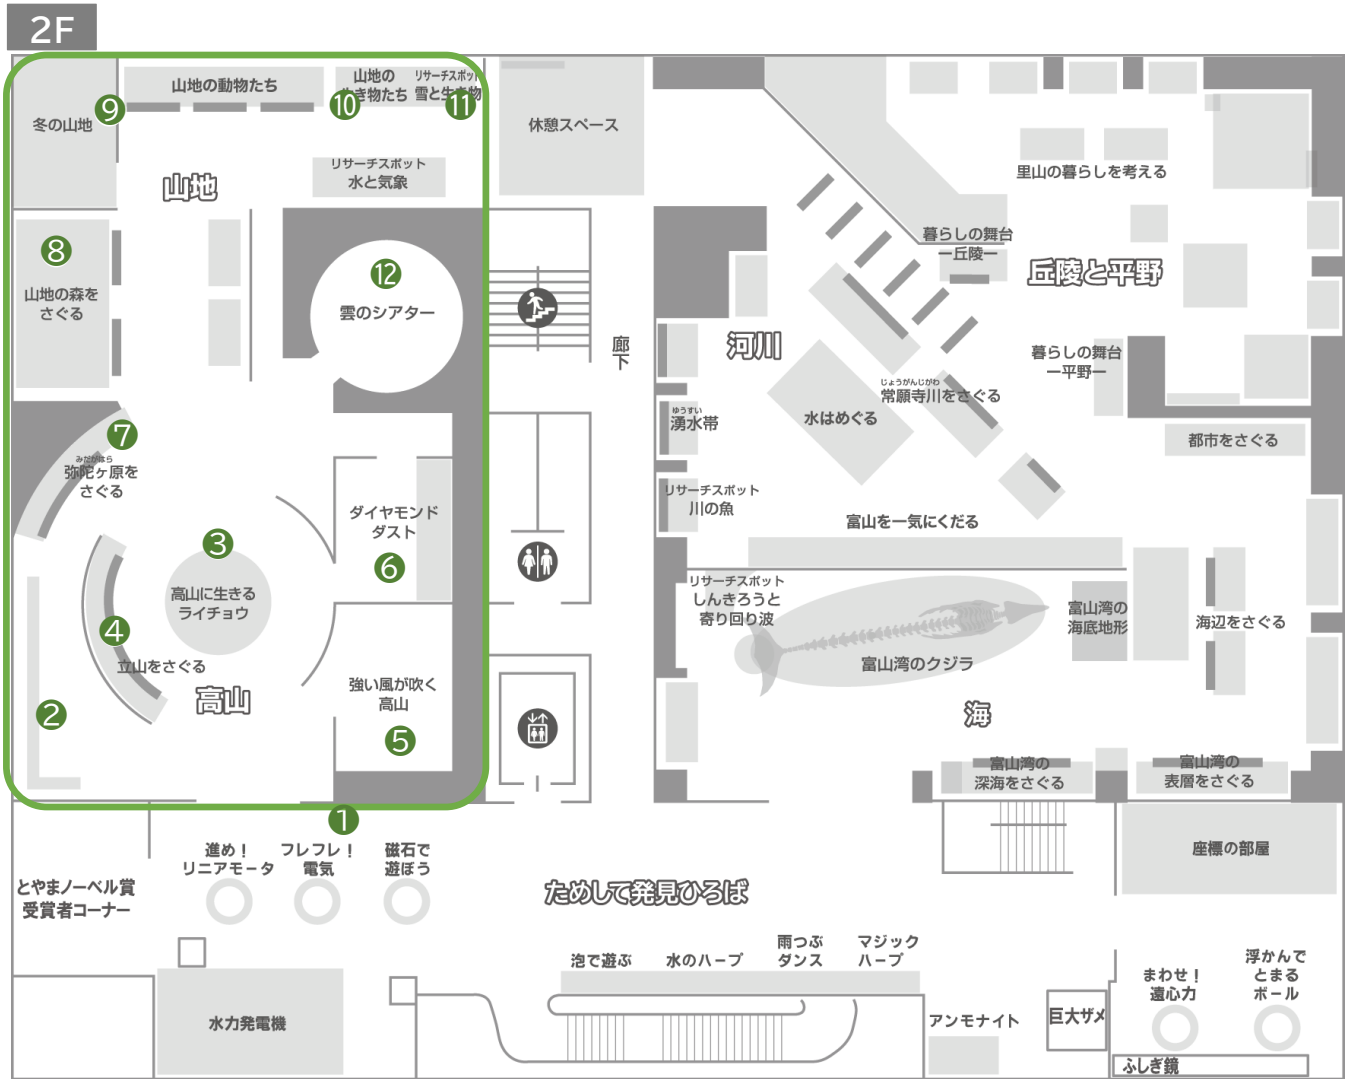 2F
山地の動物たち
山地の
生き物たち
リサーチスポット
雪と生き物
9
10
11
冬の山地
休憩スペース
リサーチスポット
水と気象
山地
里山の暮らしを考える
8
山地の森を
さぐる
12
雲のシアター
暮らしの舞台
ー丘陵ー
丘陵と平野
廊下
河川
暮らしの舞台
ー平野ー
じょうがんじがわ
常願寺川をさぐる
ゆうすい
湧水帯
水はめぐる
都市をさぐる
7
みだがはら
弥陀ヶ原を
さぐる
リサーチスポット
川の魚
ダイヤモンド
ダスト
6
富山を一気にくだる
3
高山に生きる
ライチョウ
リサーチスポット
しんきろうと
寄り回り波
富山湾の
海底地形
海辺をさぐる
4
立山をさぐる
富山湾のクジラ
高山
強い風が吹く
高山
5
2
海
富山湾の
深海をさぐる
富山湾の
表層をさぐる
1
進め！
リニアモータ
フレフレ！
電気
磁石で
遊ぼう
座標の部屋
とやまノーベル賞
受賞者コーナー
ためして発見ひろば
泡で遊ぶ
水のハープ
雨つぶ
ダンス
マジック
ハープ
まわせ！
遠心力
浮かんで
とまる
ボール
水力発電機
アンモナイト
巨大ザメ
ふしぎ鏡